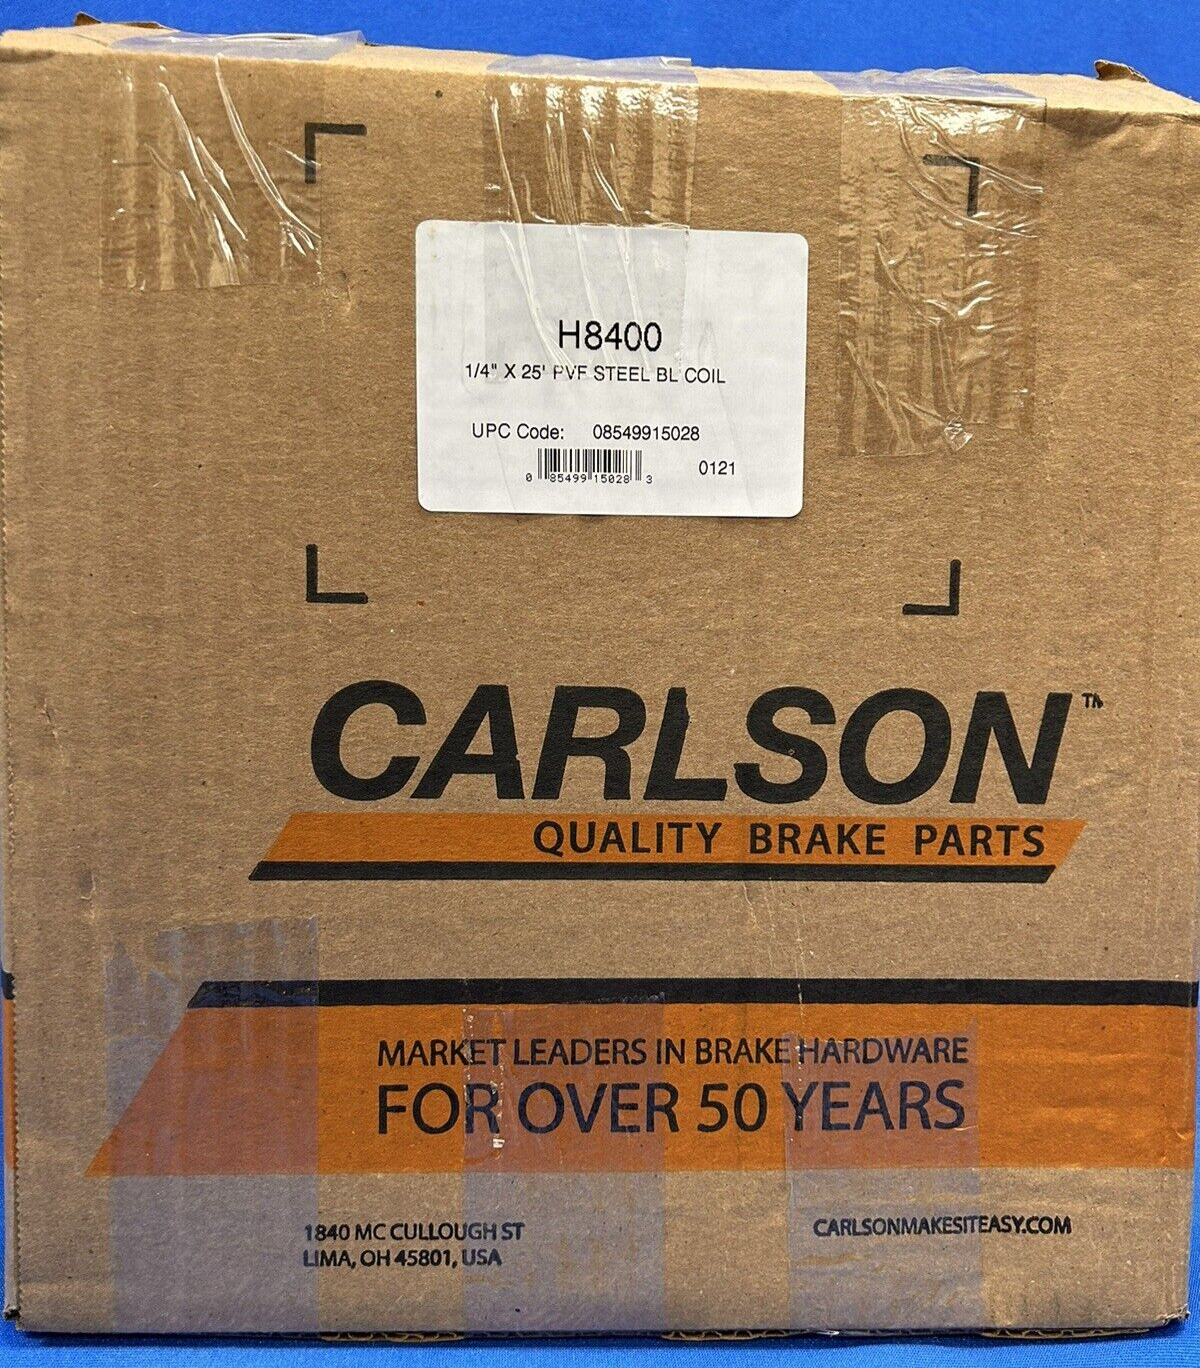 H8400
1/4" X 25' PVF STEEL BL COIL
UPC Code: 08549915028
0 85499 15028 3
0121
CARLSON™
QUALITY BRAKE PARTS
MARKET LEADERS IN BRAKE HARDWARE
FOR OVER 50 YEARS
1840 MC CULLOUGH ST
LIMA, OH 45801, USA
CARLSONMAKESITEASY.COM